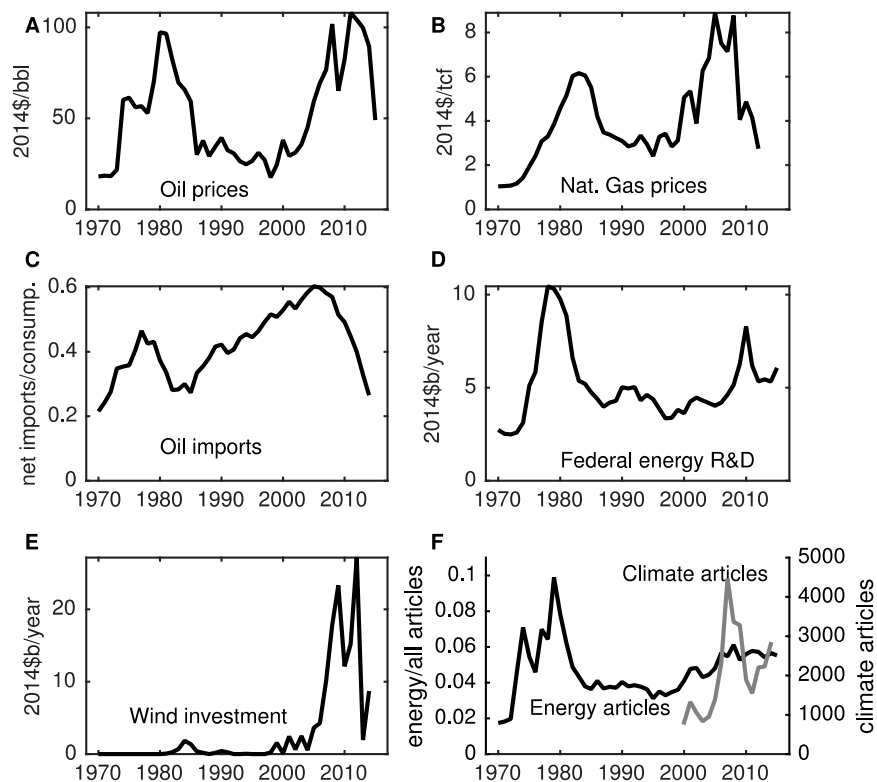 A
2014$/bbl
100
50
0
Oil prices
1970 1980 1990 2000 2010
B
2014$/tcf
8
6
4
2
0
Nat. Gas prices
1970 1980 1990 2000 2010
C
net imports/consump.
0.6
0.4
0.2
0
Oil imports
1970 1980 1990 2000 2010
D
2014$b/year
10
5
0
Federal energy R&D
1970 1980 1990 2000 2010
E
2014$b/year
20
10
0
Wind investment
1970 1980 1990 2000 2010
F
energy/all articles
0.1
0.08
0.06
0.04
0.02
0
Climate articles
Energy articles
5000
4000
3000
2000
1000
0
climate articles
1970 1980 1990 2000 2010